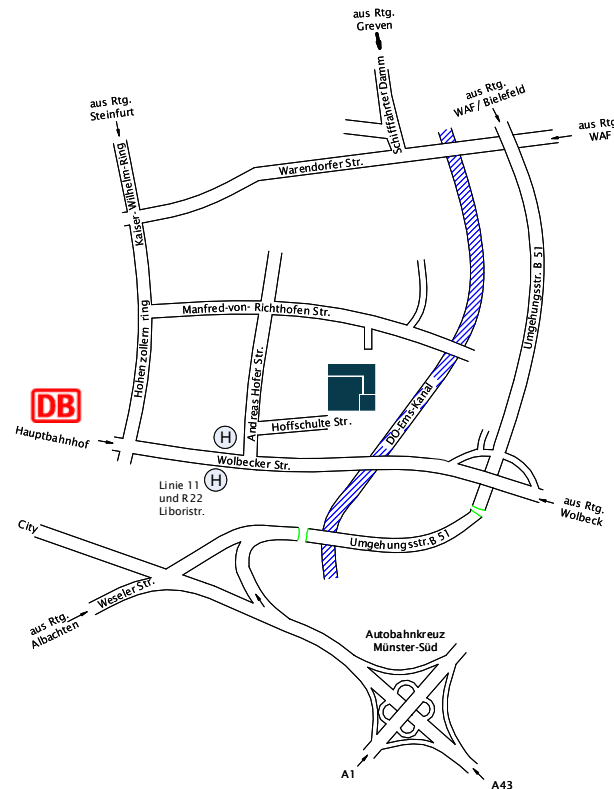 aus Rtg.
Greven
Schifffahrter Damm
aus Rtg.
WAF/ Bielefeld
aus Rtg.
Steinfurt
aus Rtg
WAF
Kaiser-Wilhelm-Ring
Warendorfer Str.
Umgehungsstr. B 51
Hohenzollern ring
Manfred-von- Richthofen Str.
Andreas Hofer Str.
DO-Ems-Kanal
DB
Hauptbahnhof
H
Hoffschulte Str.
Wolbecker Str.
H
Linie 11
und R22
Liboristr.
aus Rtg.
Wolbeck
City
Umgehungsstr.B 51
Weseler Str.
aus Rtg.
Albachten
Autobahnkreuz
Münster-Süd
A1
A43